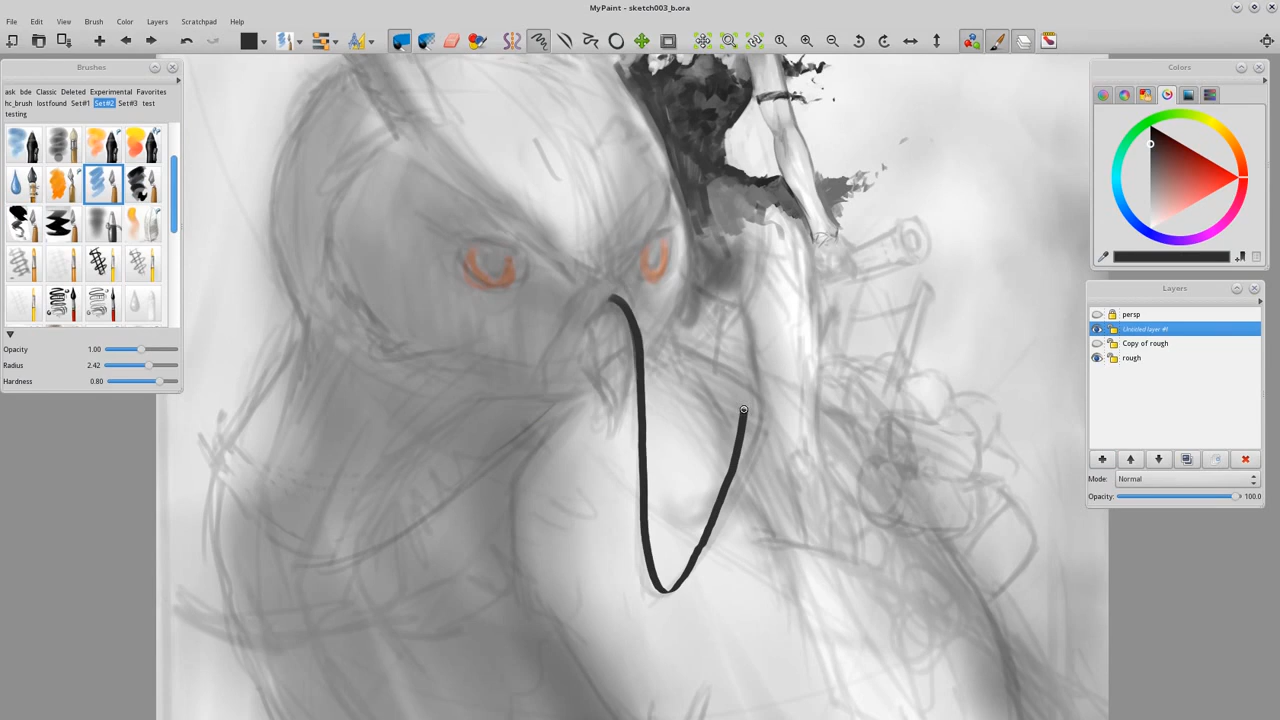 MyPaint - sketch003_b.ora
File Edit View Brush Color Layers Scratchpad Help
Brushes
ask bde Classic Deleted Experimental Favorites
hc_brush lostfound Set#1 Set#2 Set#3 test
testing
Opacity 1.00
Radius 2.42
Hardness 0.80
Colors
Layers
persp
Untitled layer #1
Copy of rough
rough
Mode: Normal
Opacity: 100.0